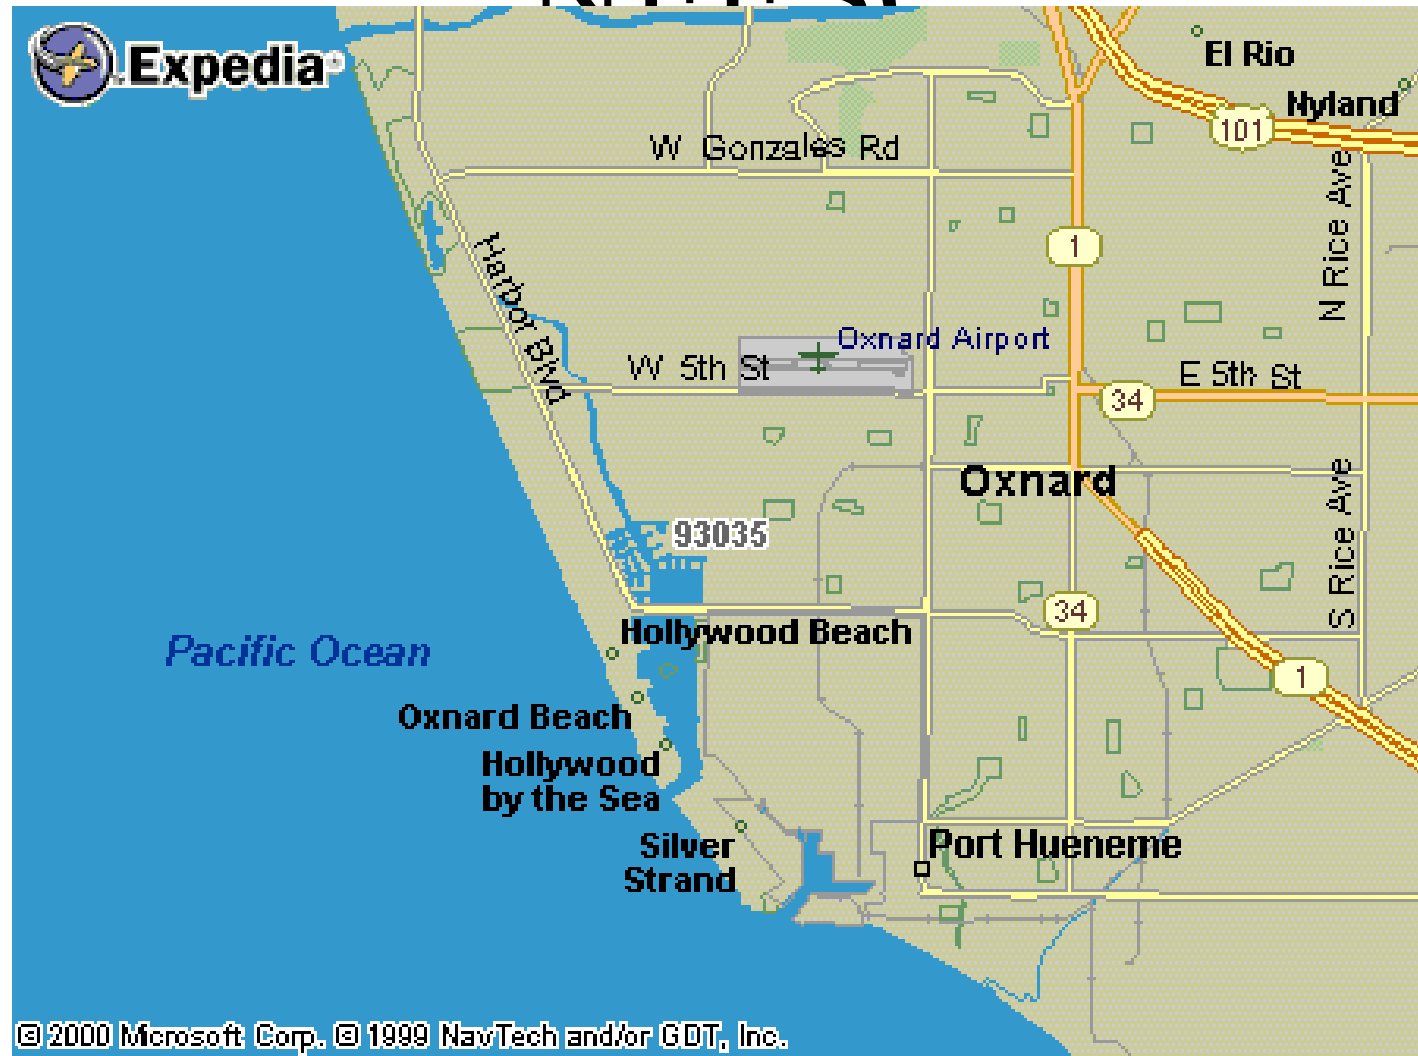 Expedia
El Rio
Nyland
101
W Gonzales Rd
N Rice Ave
1
Harbor Blvd
Oxnard Airport
W 5th St
E 5th St
34
Oxnard
S Rice Ave
93035
34
Hollywood Beach
Pacific Ocean
1
Oxnard Beach
Hollywood
by the Sea
Silver
Strand
Port Hueneme
© 2000 Microsoft Corp. © 1999 NavTech and/or GDT, Inc.